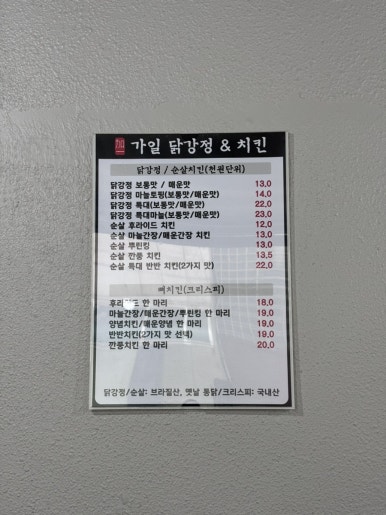 가일 닭강정 & 치킨
닭강정 / 순살치킨(천원단위)
닭강정 보통맛 / 매운맛 13,0
닭강정 마늘토핑(보통맛/매운맛) 14,0
닭강정 특대(보통맛/매운맛) 22,0
닭강정 특대마늘(보통맛/매운맛) 23,0
순살 후라이드 치킨 12,0
순살 마늘간장/매운간장 치킨 13,0
순살 뿌린킹 13,0
순살 깐풍 치킨 13,5
순살 특대 반반 치킨(2가지 맛) 22,0
뼈치킨(크리스피)
후라이드 한 마리 18,0
마늘간장/매운간장/뿌린킹 한 마리 19,0
양념치킨/매운양념 한 마리 19,0
반반치킨(2가지 맛 선택) 19,0
깐풍치킨 한 마리 20,0
닭강정/순살: 브라질산, 옛날 통닭/크리스피: 국내산